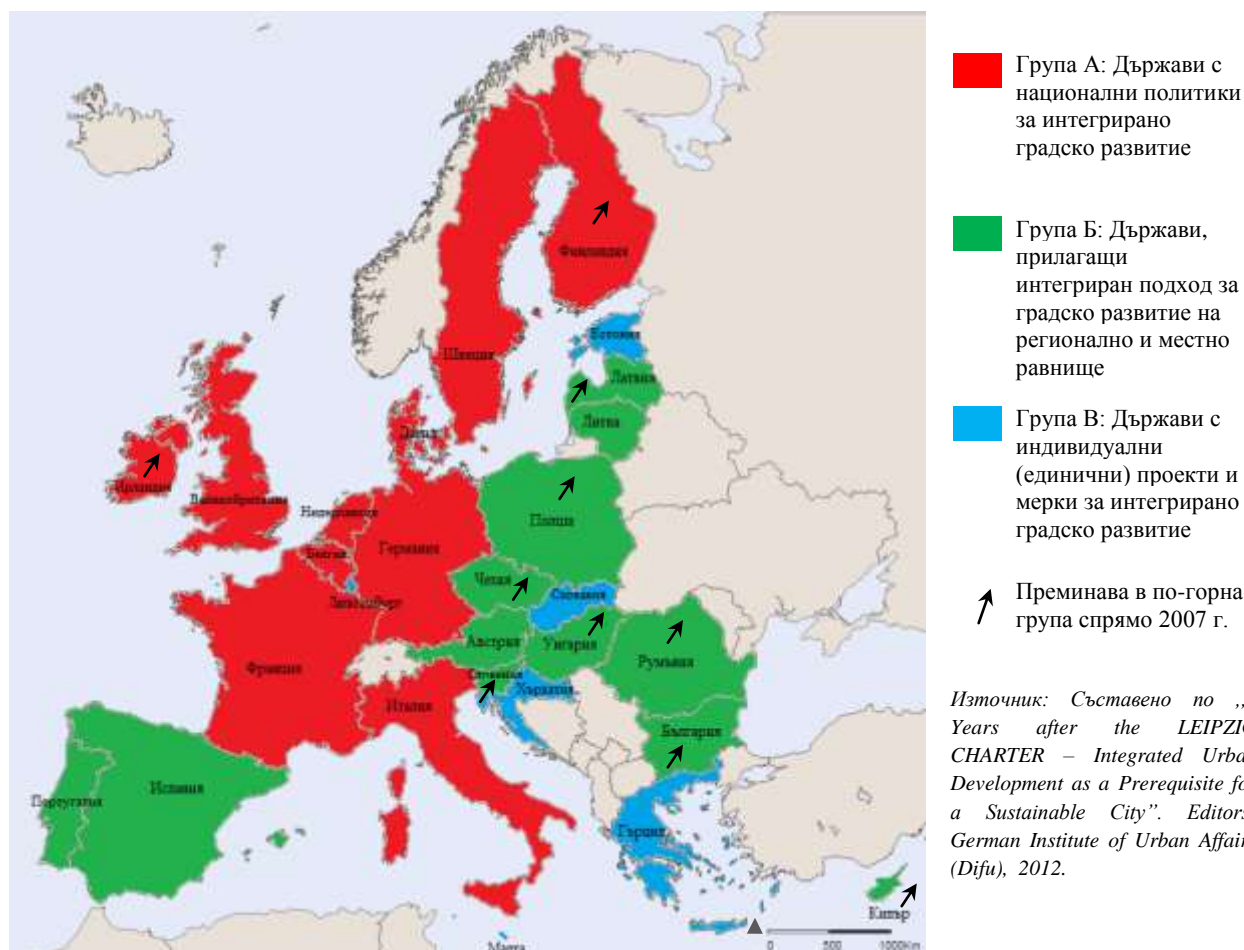 Финландия
Швеция
Естония
Латвия
Литва
Дания
Ирландия
Великобритания
Нидерландия
Белгия
Германия
Полша
Люксембург
Чехия
Словакия
Австрия
Унгария
Румъния
Словения
Хърватия
Франция
Италия
България
Португалия
Испания
Гърция
Кипър
Малта
0 500 1000Km
Група А: Държави с
национални политики
за интегрирано
градско развитие
Група Б: Държави,
прилагащи
интегриран подход за
градско развитие на
регионално и местно
равнище
Група В: Държави с
индивидуални
(единични) проекти и
мерки за интегрирано
градско развитие
Преминава в по-горна
група спрямо 2007 г.
Източник: Съставено по „
Years after the LEIPZIG
CHARTER – Integrated Urba
Development as a Prerequisite fo
a Sustainable City”. Editors
German Institute of Urban Affair
(Difu), 2012.